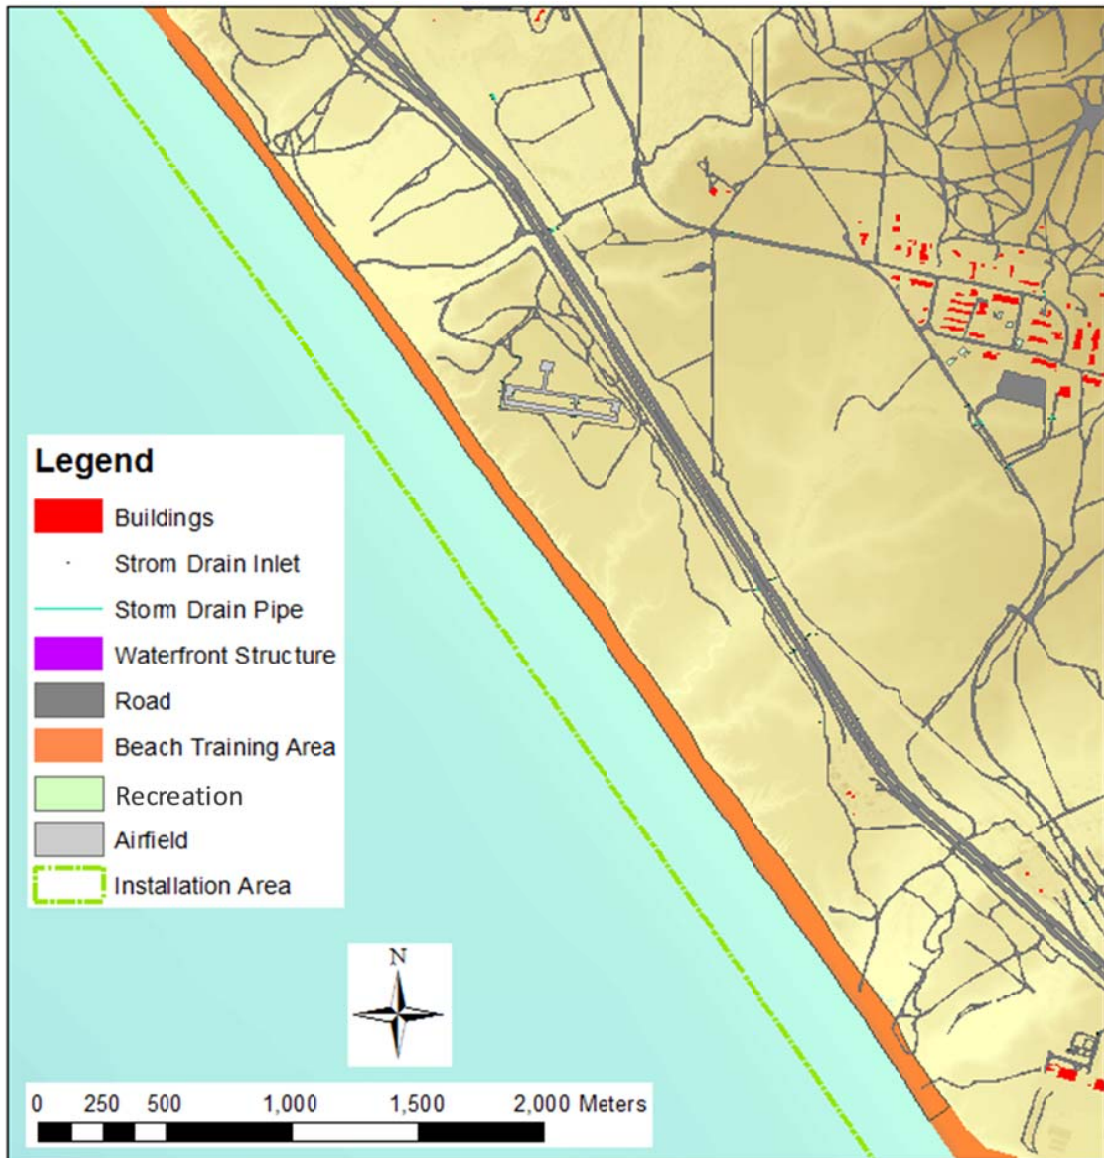 Legend
Buildings
Strom Drain Inlet
Storm Drain Pipe
Waterfront Structure
Road
Beach Training Area
Recreation
Airfield
Installation Area
N
0 250 500 1,000 1,500 2,000 Meters